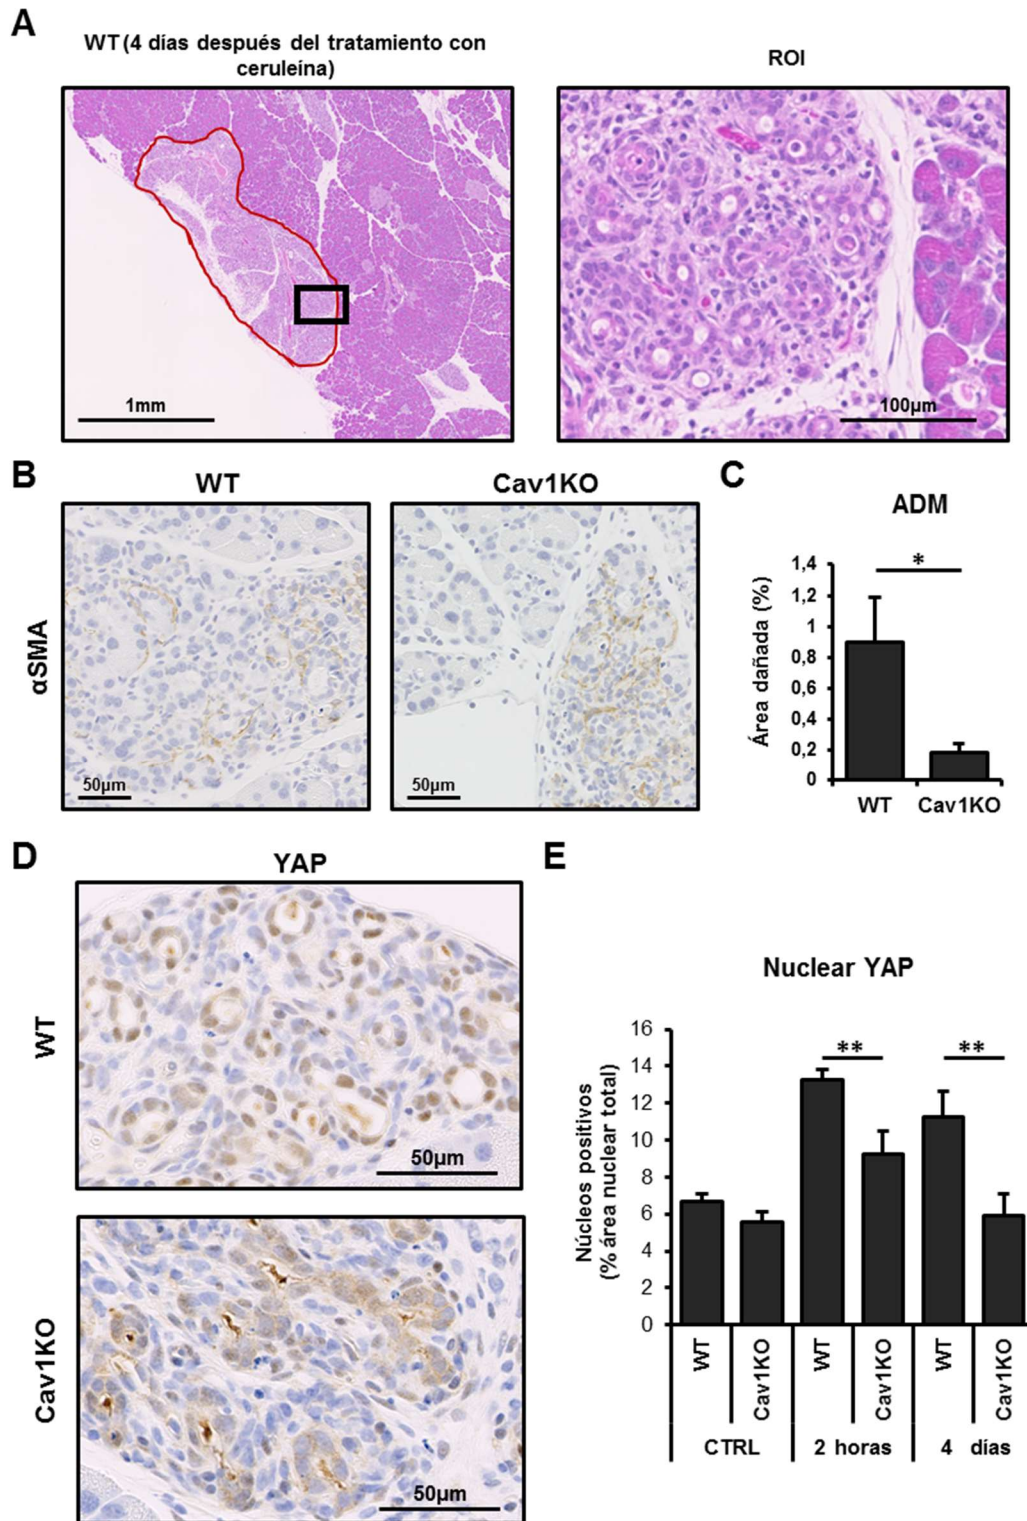 A
WT (4 días después del tratamiento con
ceruleína)
ROI
1mm
100µm
B
WT
Cav1KO
αSMA
50µm
50µm
C
ADM
*
Área dañada (%)
1,4
1,2
1
0,8
0,6
0,4
0,2
0
WT
Cav1KO
D
YAP
WT
50µm
Cav1KO
50µm
E
Nuclear YAP
Núcleos positivos
(% área nuclear total)
16
14
12
10
8
6
4
2
0
**
**
WT
Cav1KO
WT
Cav1KO
WT
Cav1KO
CTRL
2 horas
4 días